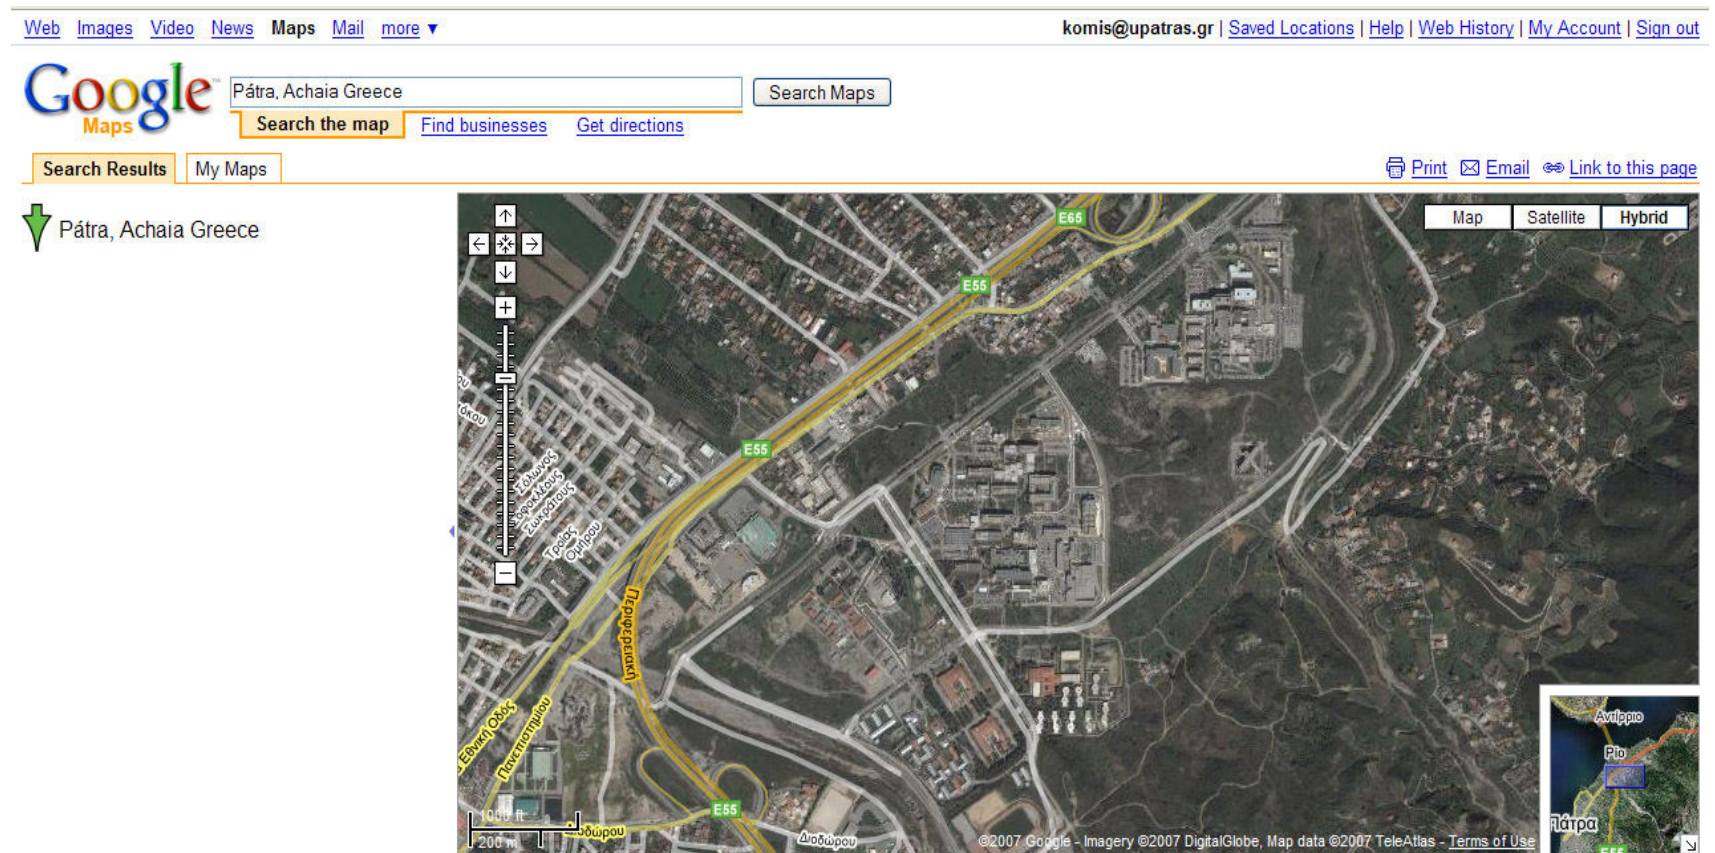 Web Images Video News Maps Mail more ▼
komis@upatras.gr | Saved Locations | Help | Web History | My Account | Sign out
Google™
Maps
Pátra, Achaia Greece
Search Maps
Search the map Find businesses Get directions
Search Results My Maps
Print Email Link to this page
Pátra, Achaia Greece
Map Satellite Hybrid
E65
E55
E55
Σόλωνος
Σοφοκλέους
Σωκράτους
Τροίας
Ομήρου
Περιφερειακή
Εθνική Οδός
Πανεπιστημίου
E55
Διοδώρου
1000 ft
200 m
©2007 Google - Imagery ©2007 DigitalGlobe, Map data ©2007 TeleAtlas - Terms of Use
Αντίρριο
Ρίο
Πάτρα
E55